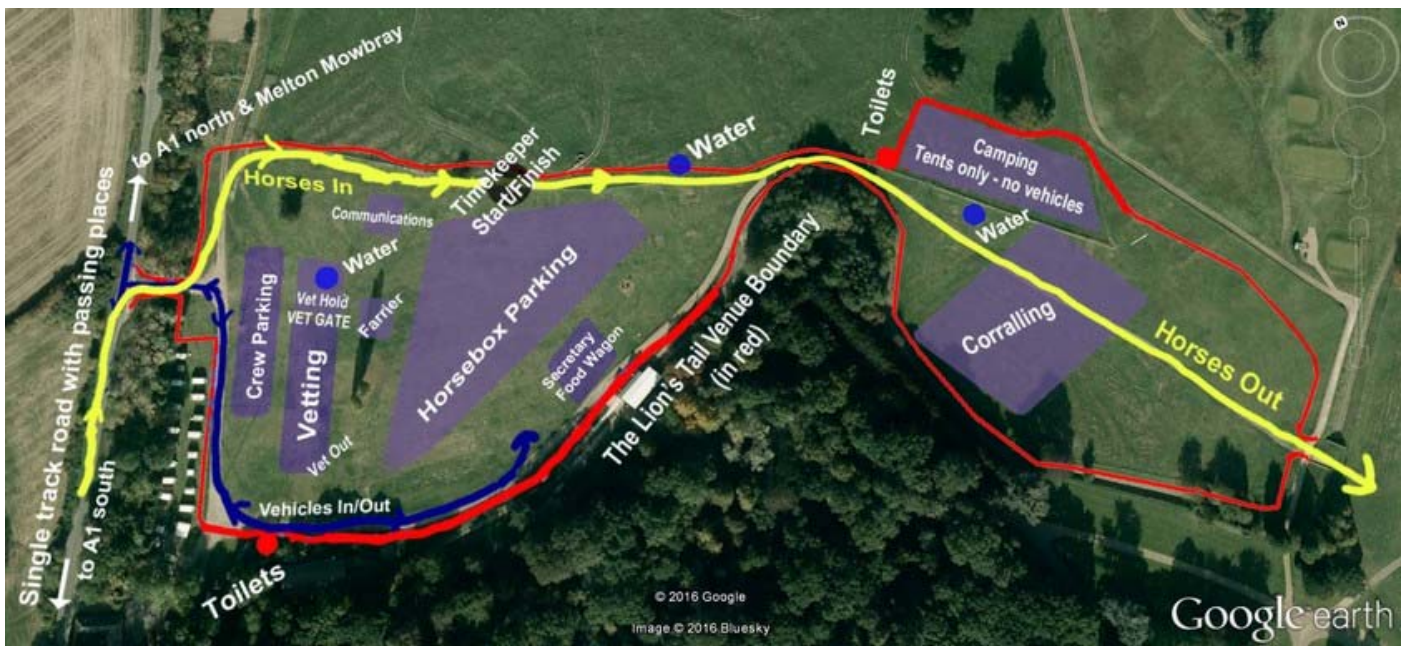 Single track road with passing places
to A1 north & Melton Mowbray
to A1 south
Horses In
Communications
Timekeeper
Start/Finish
Water
Toilets
Camping
Tents only - no vehicles
Water
Corralling
Horses Out
Crew Parking
Water
Vet Hold
VET GATE
Vetting
Vet Out
Farrier
Horsebox Parking
Secretary
Food Wagon
The Lion's Tail Venue Boundary
(in red)
Vehicles In/Out
Toilets
N
© 2016 Google
Image © 2016 Bluesky
Google earth